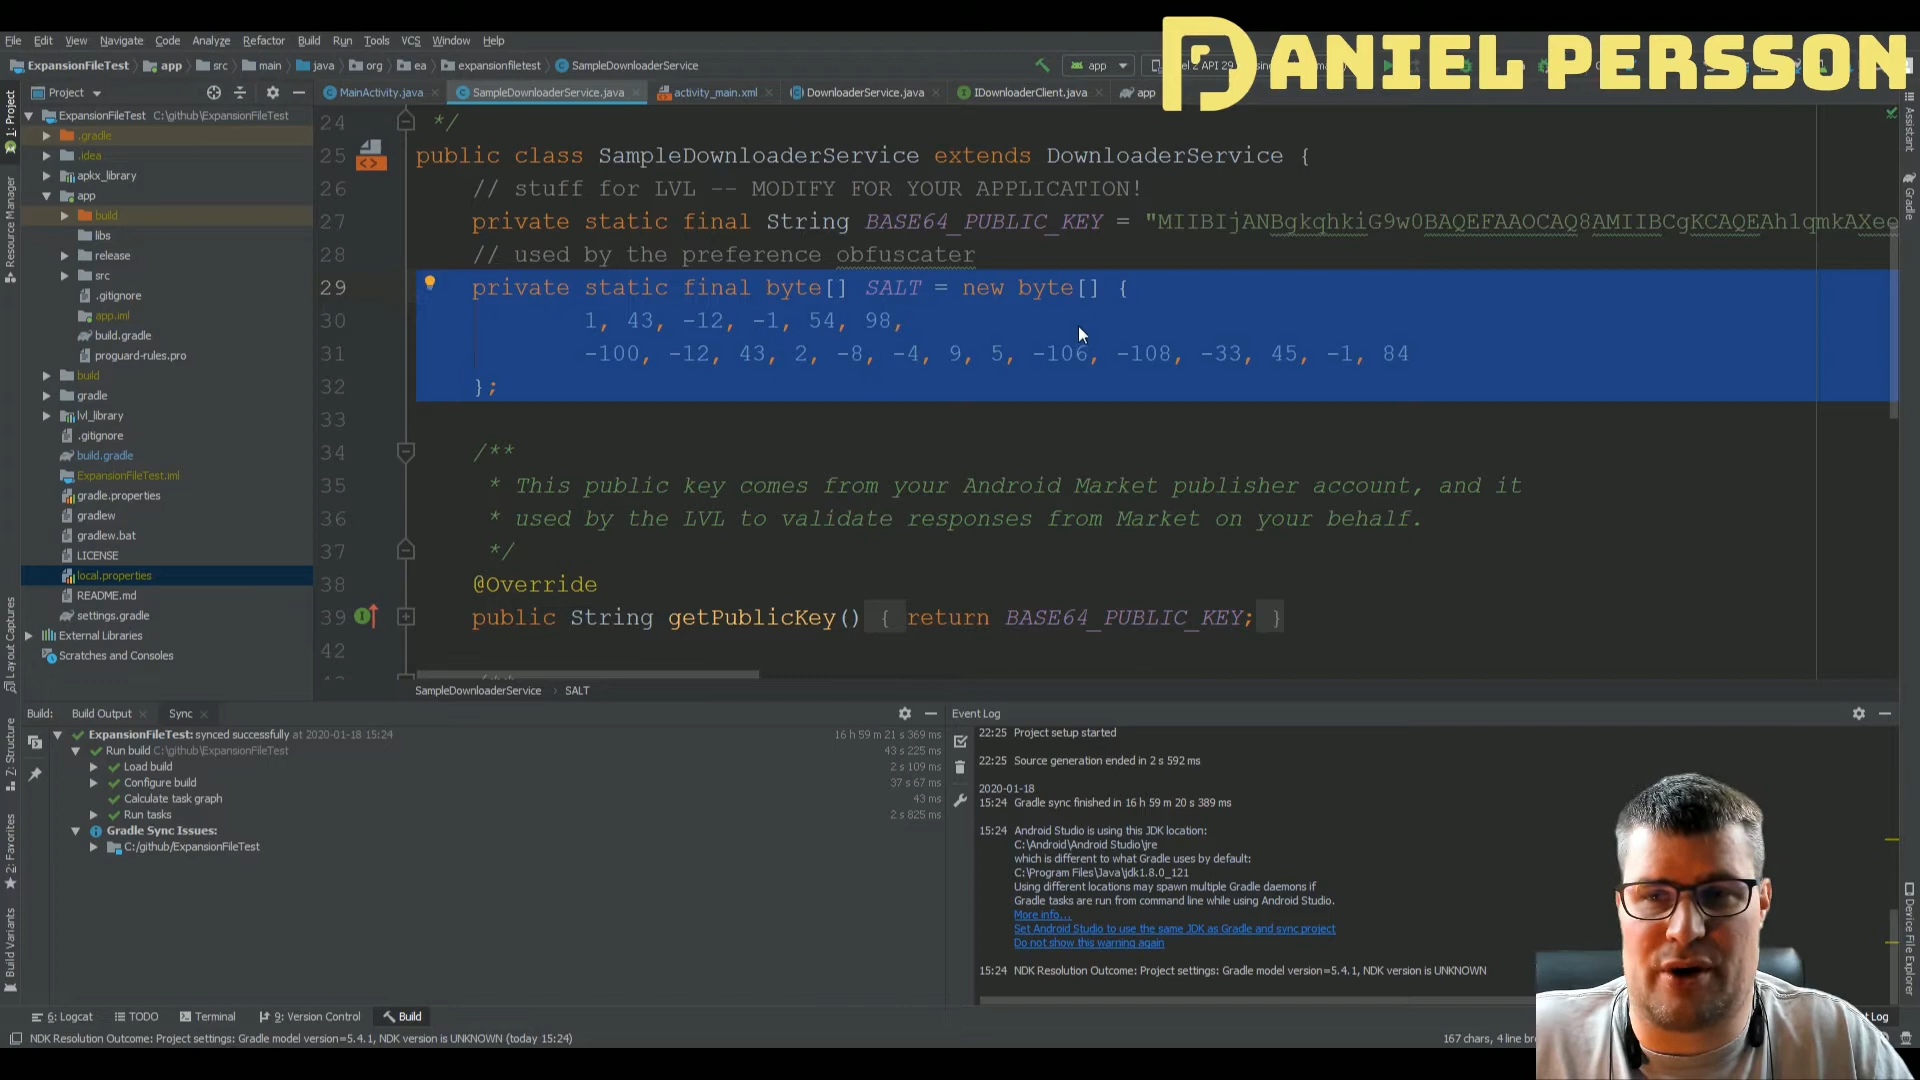 DANIEL PERSSON
File Edit View Navigate Code Analyze Refactor Build Run Tools VCS Window Help
ExpansionFileTest app src main java org ea expansionfiletest SampleDownloaderService app
Project
MainActivity.java SampleDownloaderService.java activity_main.xml DownloaderService.java IDownloaderClient.java app
ExpansionFileTest C:\github\ExpansionFileTest
.gradle
.idea
apkx_library
app
build
libs
release
src
.gitignore
app.iml
build.gradle
proguard-rules.pro
build
gradle
lvl_library
.gitignore
build.gradle
ExpansionFileTest.iml
gradle.properties
gradlew
gradlew.bat
LICENSE
local.properties
README.md
settings.gradle
External Libraries
Scratches and Consoles
1: Project
Resource Manager
Layout Captures
Z: Structure
2: Favorites
Build Variants
24 */
25 public class SampleDownloaderService extends DownloaderService {
26 // stuff for LVL -- MODIFY FOR YOUR APPLICATION!
27 private static final String BASE64_PUBLIC_KEY = "MIIBIjANBgkqhkiG9w0BAQEFAAOCAQ8AMIIBCgKCAQEAh1qmkAXee
28 // used by the preference obfuscater
29 private static final byte[] SALT = new byte[] {
30 1, 43, -12, -1, 54, 98,
31 -100, -12, 43, 2, -8, -4, 9, 5, -106, -108, -33, 45, -1, 84
32 };
33
34 /**
35 * This public key comes from your Android Market publisher account, and it
36 * used by the LVL to validate responses from Market on your behalf.
37 */
38 @Override
39 public String getPublicKey() { return BASE64_PUBLIC_KEY; }
42
SampleDownloaderService › SALT
Assistant
Gradle
Device File Explorer
Build: Build Output Sync
ExpansionFileTest: synced successfully at 2020-01-18 15:24 16 h 59 m 21 s 369 ms
Run build C:\github\ExpansionFileTest 43 s 225 ms
Load build 2 s 109 ms
Configure build 37 s 67 ms
Calculate task graph 43 ms
Run tasks 2 s 825 ms
Gradle Sync Issues:
C:/github/ExpansionFileTest
Event Log
22:25 Project setup started
22:25 Source generation ended in 2 s 592 ms
2020-01-18
15:24 Gradle sync finished in 16 h 59 m 20 s 389 ms
15:24 Android Studio is using this JDK location:
C:\Android\Android Studio\jre
which is different to what Gradle uses by default:
C:\Program Files\Java\jdk1.8.0_121
Using different locations may spawn multiple Gradle daemons if
Gradle tasks are run from command line while using Android Studio.
More info...
Set Android Studio to use the same JDK as Gradle and sync project
Do not show this warning again
15:24 NDK Resolution Outcome: Project settings: Gradle model version=5.4.1, NDK version is UNKNOWN
6: Logcat TODO Terminal 9: Version Control Build Log
NDK Resolution Outcome: Project settings: Gradle model version=5.4.1, NDK version is UNKNOWN (today 15:24) 167 chars, 4 line